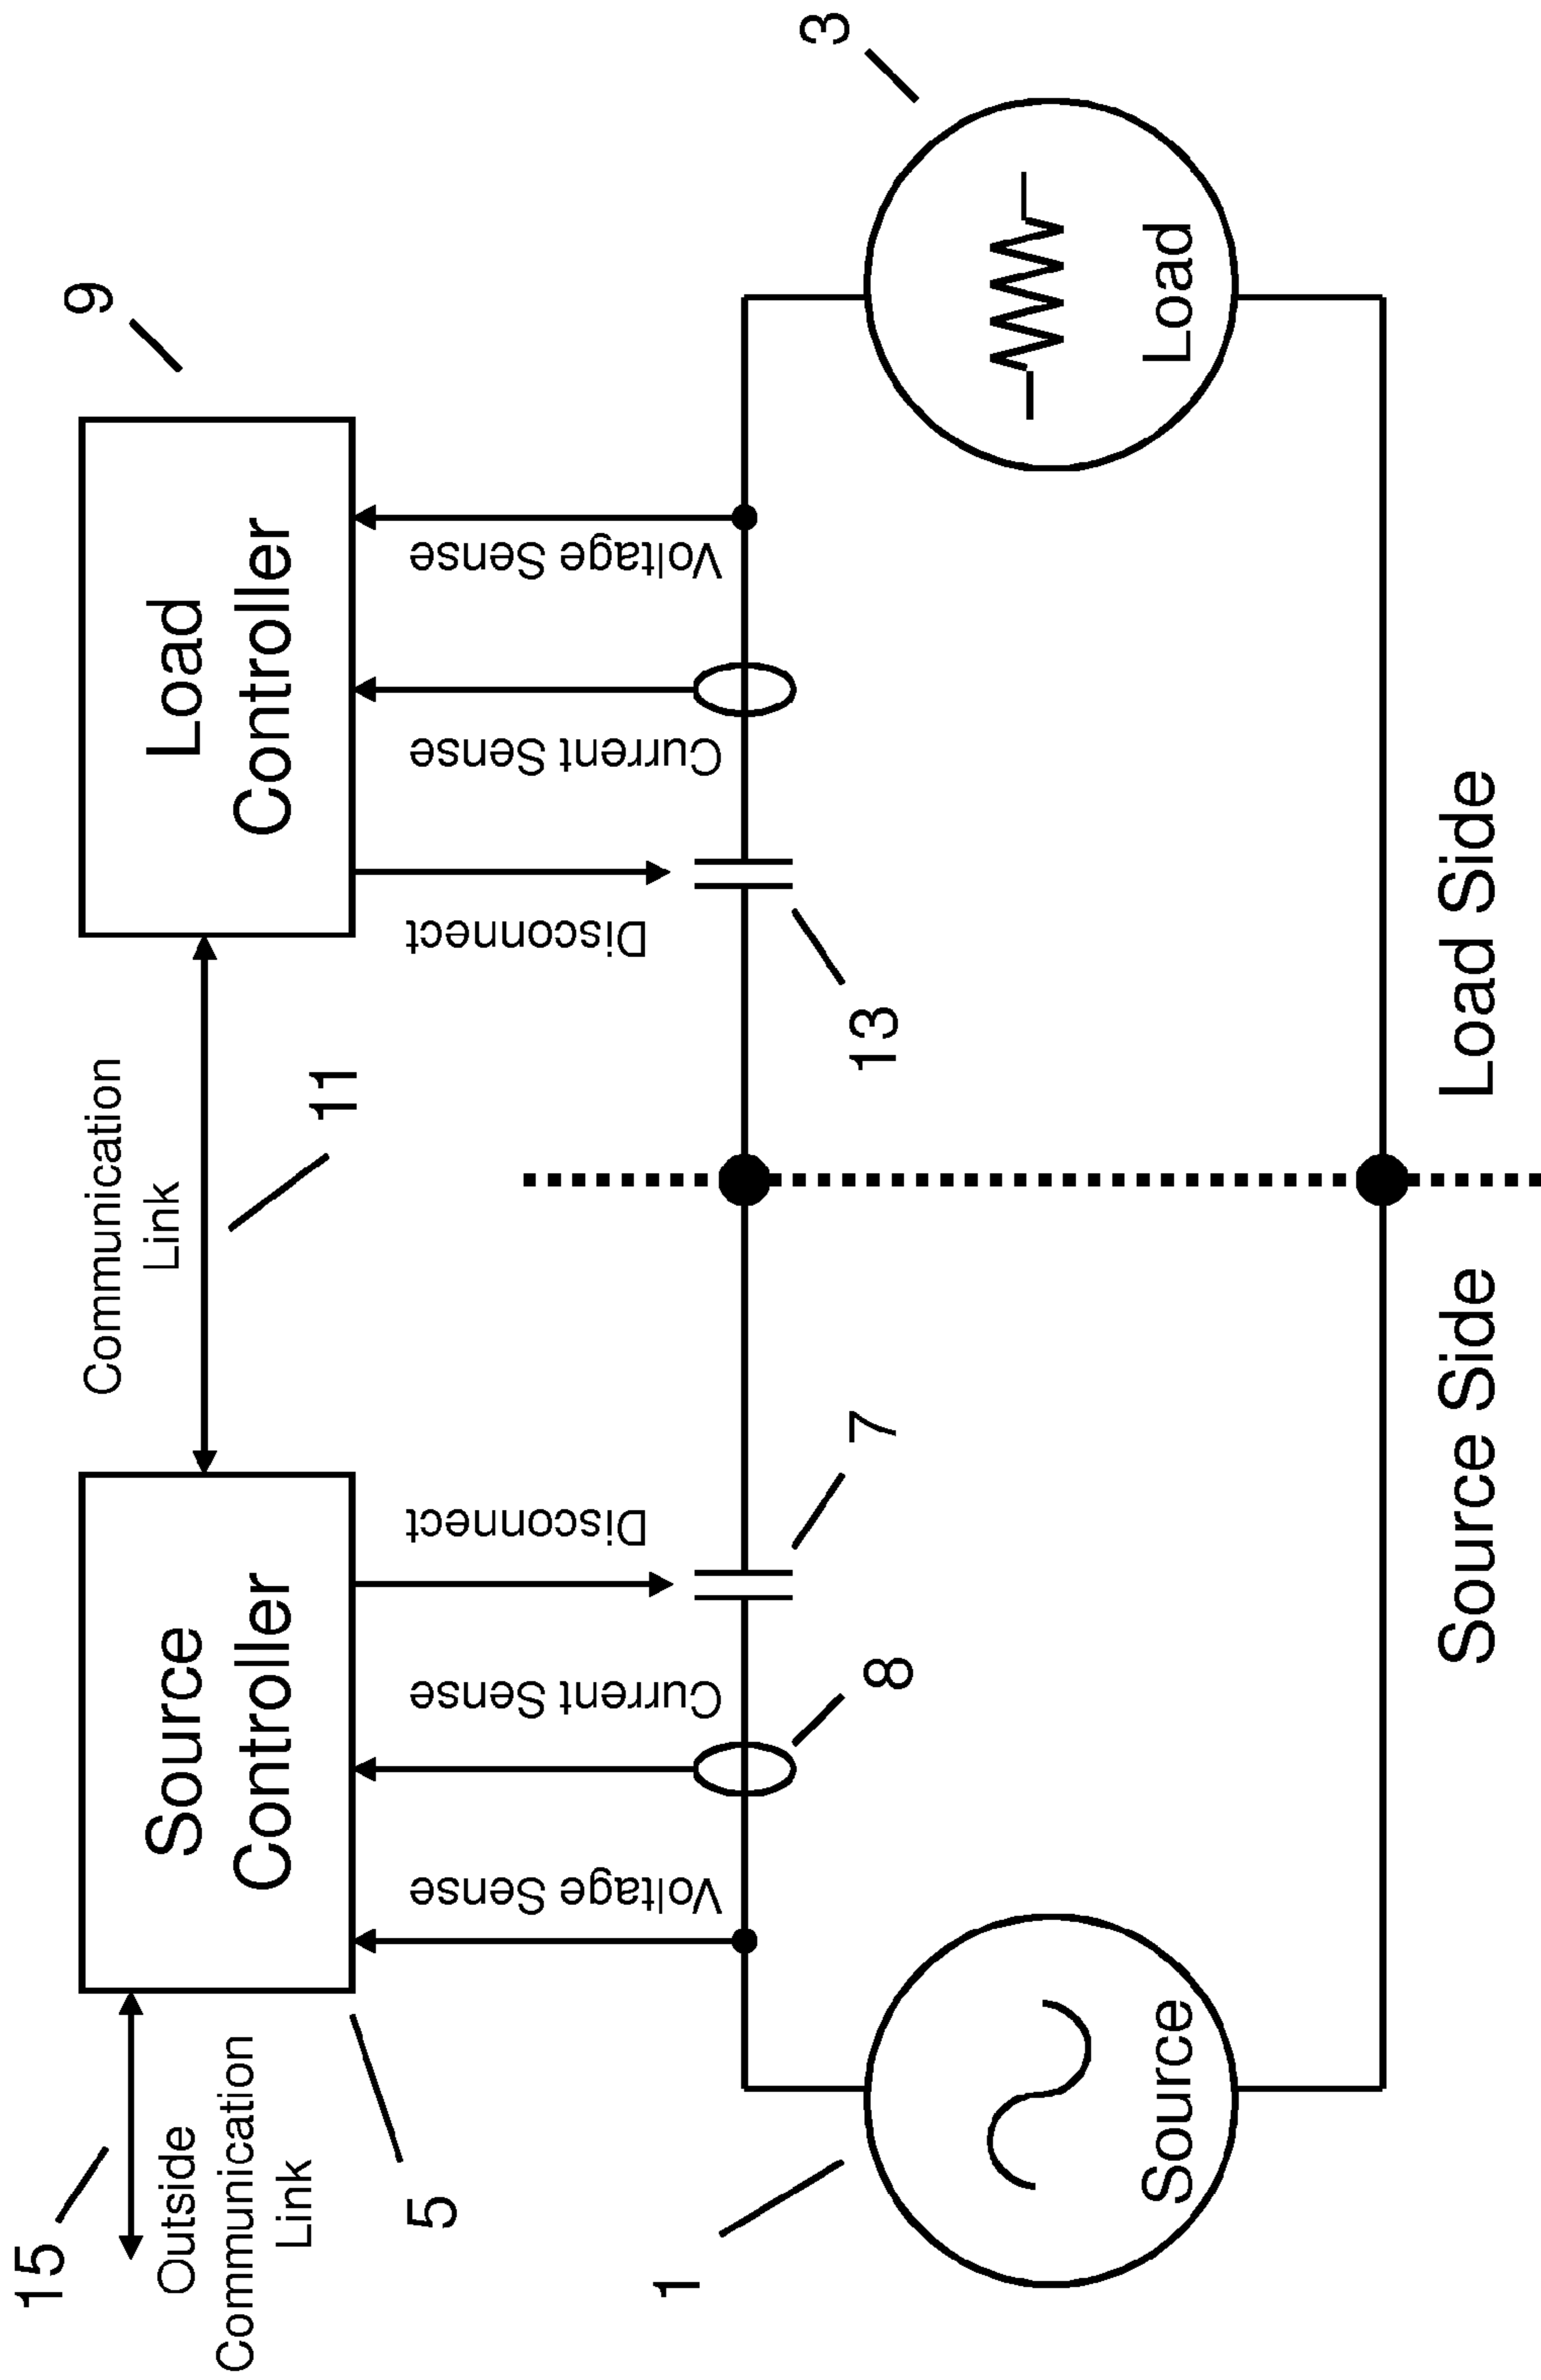 15
Outside
Communication
Link
5
Source
Controller
Communication
Link
11
Load
Controller
9
Voltage Sense
Current Sense
Disconnect
Disconnect
Current Sense
Voltage Sense
1
8
7
13
3
Source
Load
Source Side
Load Side